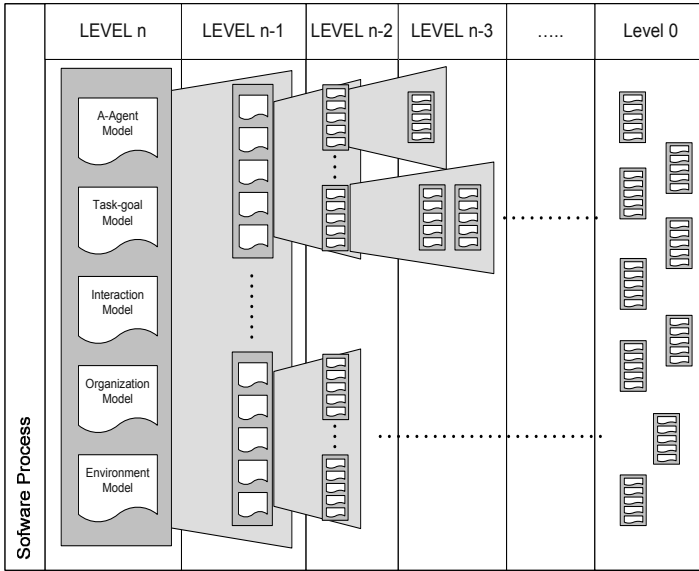 LEVEL n
LEVEL n-1
LEVEL n-2
LEVEL n-3
.....
Level 0
A-Agent
Model
Task-goal
Model
Interaction
Model
Organization
Model
Environment
Model
Sofware Process